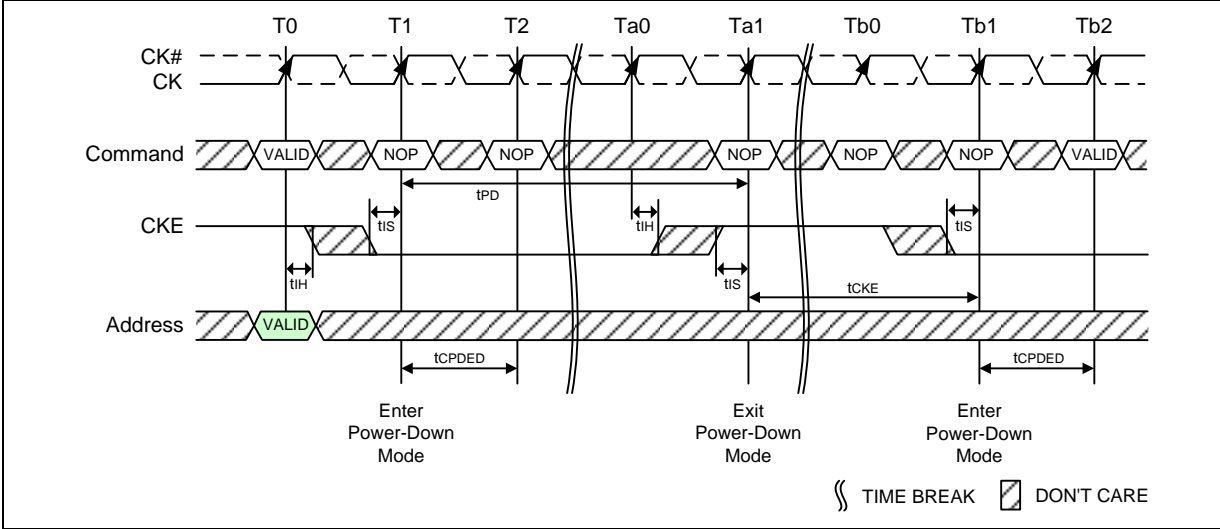 T0 T1 T2 Ta0 Ta1 Tb0 Tb1 Tb2
CK#
CK
Command VALID NOP NOP NOP NOP NOP VALID
tPD
CKE tIS tIH tIS
tIH tIS
tCKE
Address VALID
tCPDED tCPDED
Enter Power-Down Mode
Exit Power-Down Mode
Enter Power-Down Mode
TIME BREAK DON'T CARE